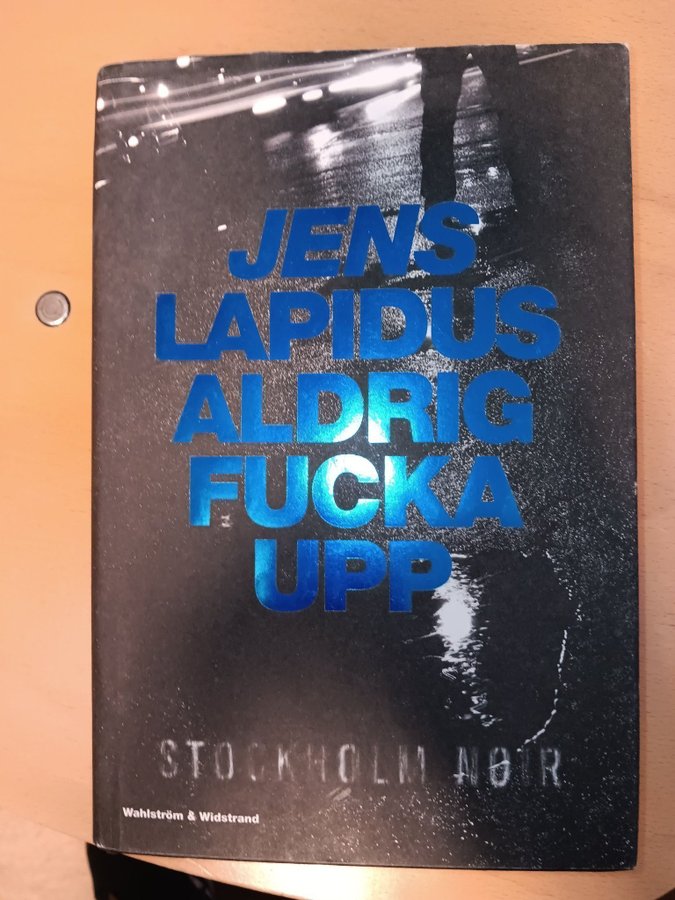 JENS
LAPIDUS
ALDRIG
FUCKA
UPP
STOCKHOLM NOIR
Wahlström & Widstrand